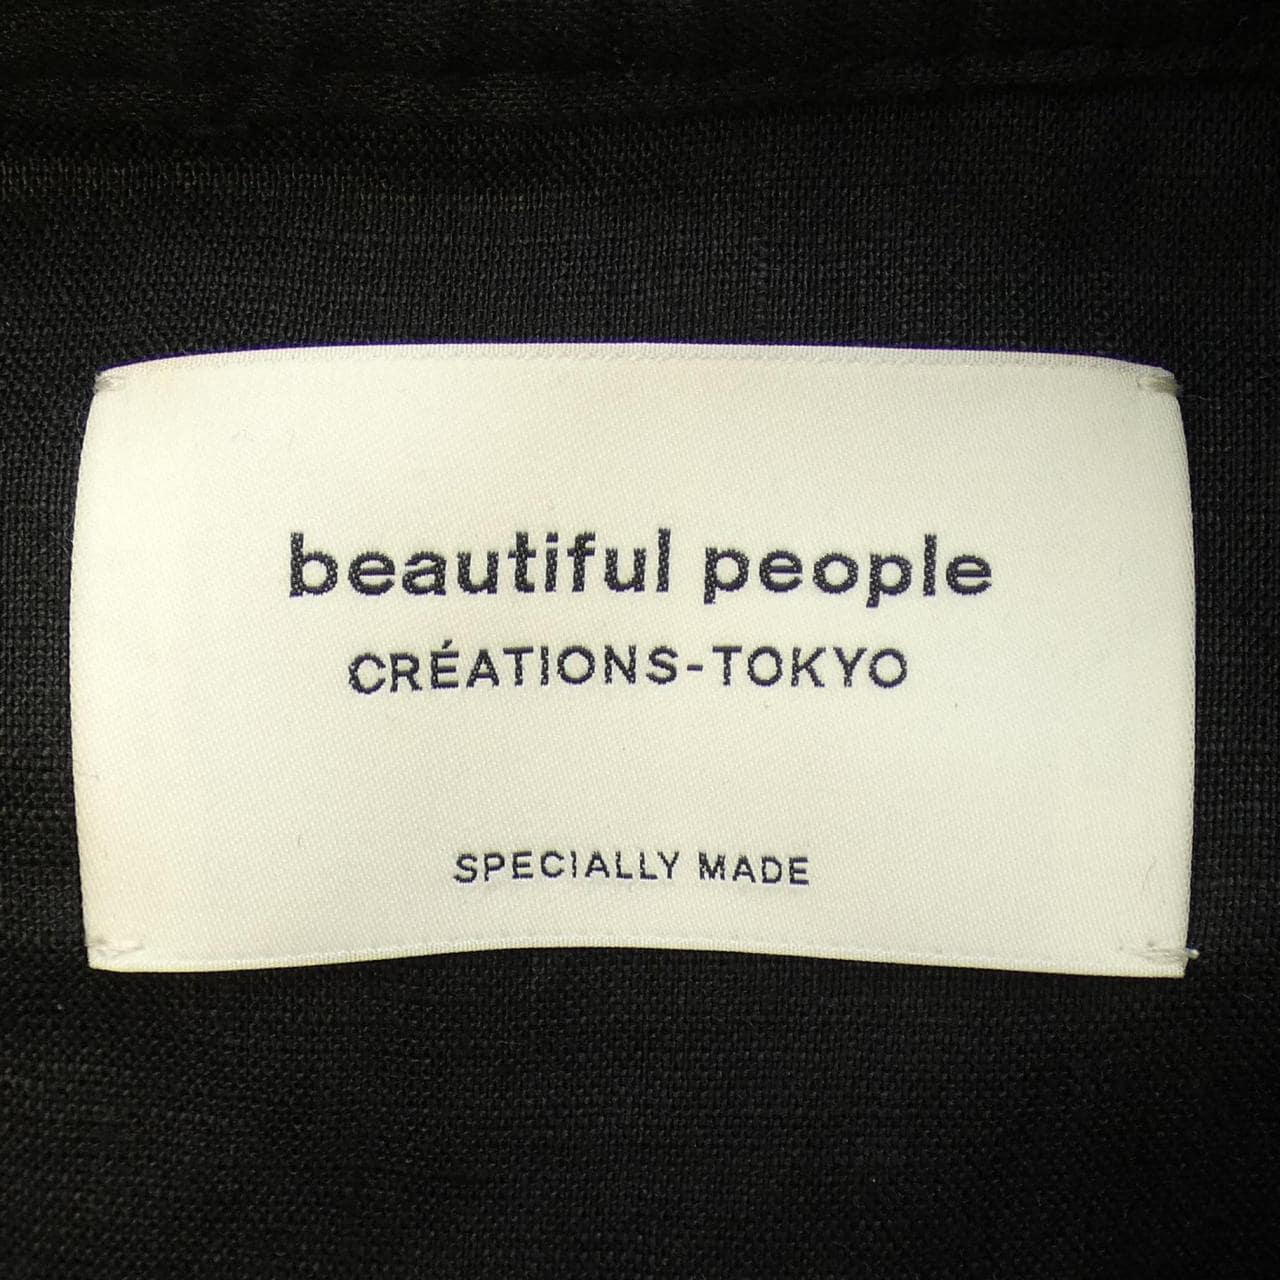 beautiful people
CRÉATIONS-TOKYO
SPECIALLY MADE